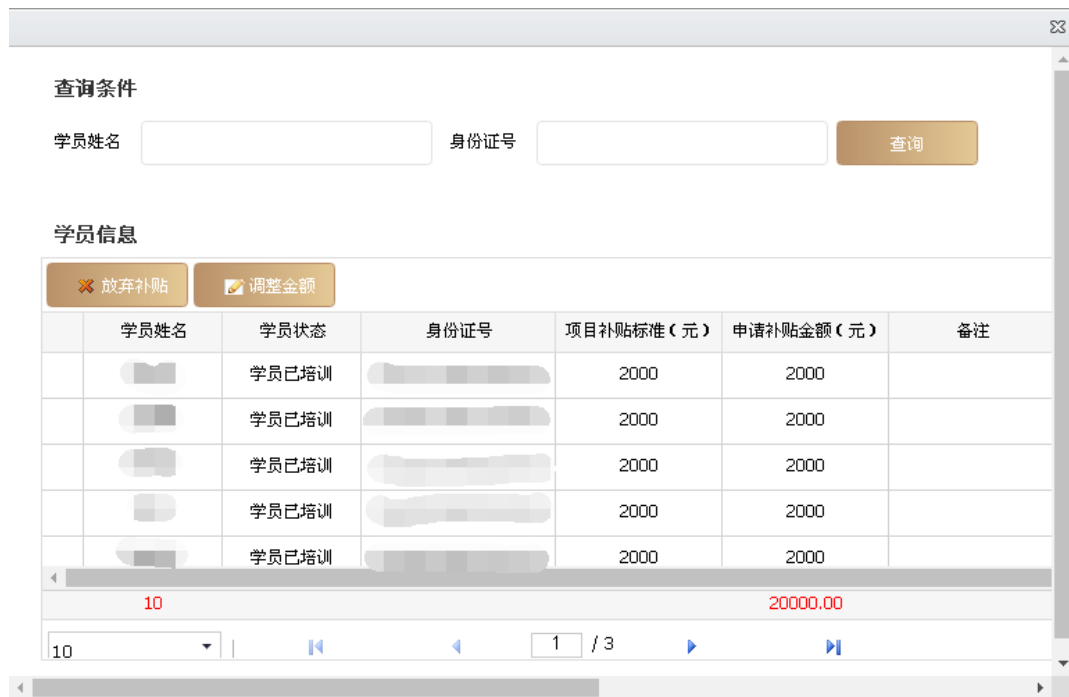 查询条件
学员姓名 身份证号 查询
学员信息
放弃补贴 调整金额
学员姓名 学员状态 身份证号 项目补贴标准（元） 申请补贴金额（元） 备注
学员已培训 2000 2000
学员已培训 2000 2000
学员已培训 2000 2000
学员已培训 2000 2000
学员已培训 2000 2000
10 20000.00
10 1 / 3